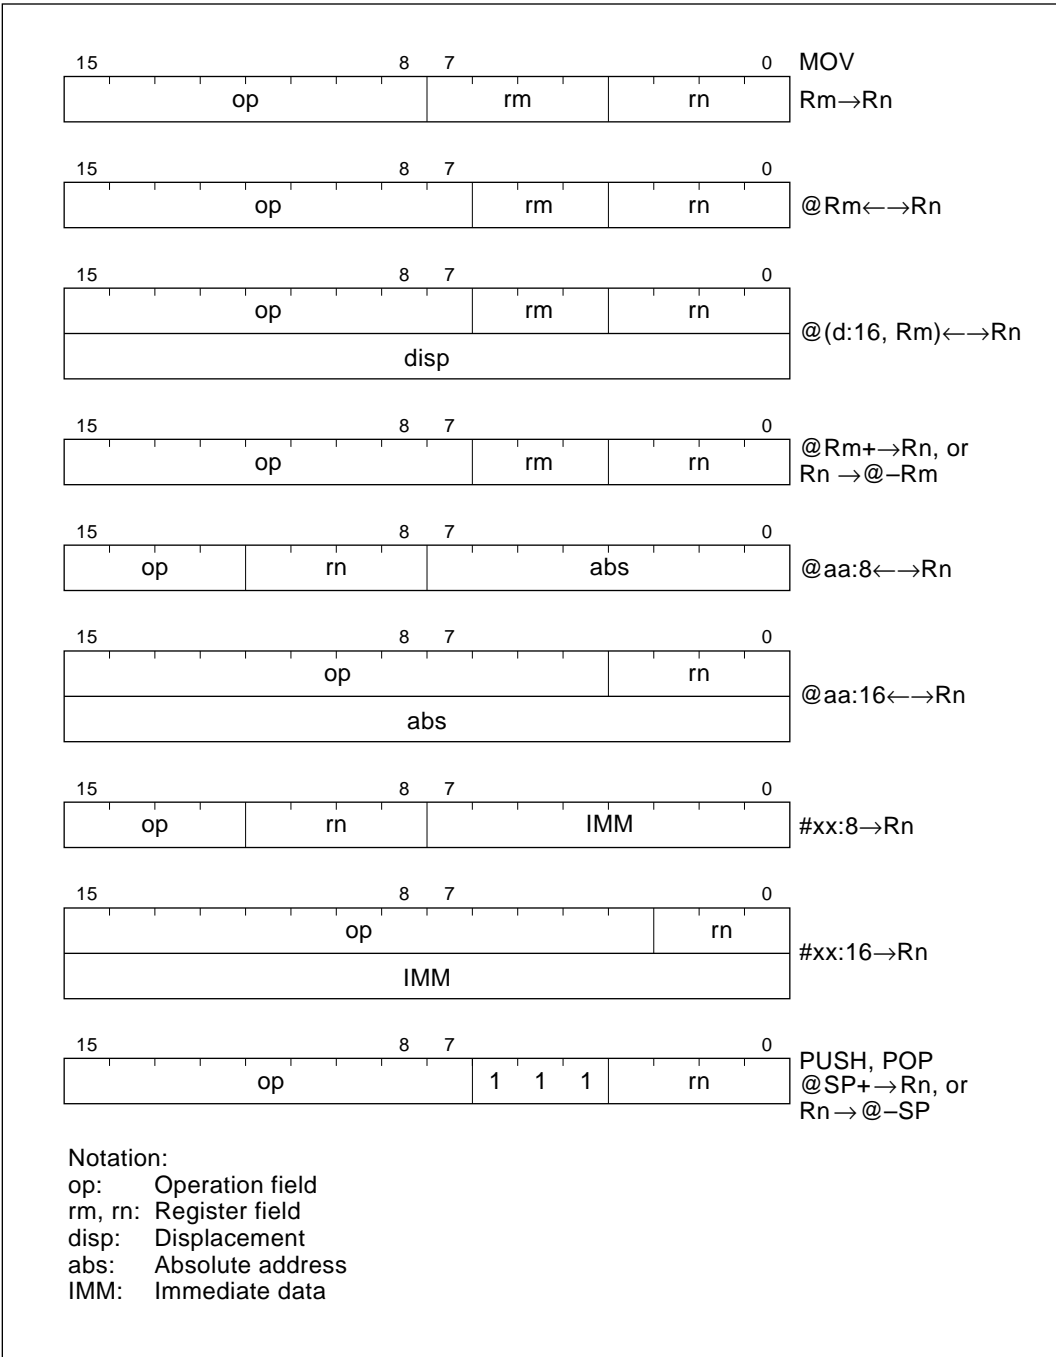 15 8 7 0 MOV
op rm rn Rm→Rn
15 8 7 0
op rm rn @Rm←→Rn
15 8 7 0
op rm rn
@(d:16, Rm)←→Rn
disp
15 8 7 0
@Rm+→Rn, or
op rm rn
Rn →@–Rm
15 8 7 0
op rn abs @aa:8←→Rn
15 8 7 0
op rn
@aa:16←→Rn
abs
15 8 7 0
op rn IMM #xx:8→Rn
15 8 7 0
op rn
#xx:16→Rn
IMM
15 8 7 0
PUSH, POP
op 1 1 1 rn @SP+→Rn, or
Rn→@–SP
Notation:
op: Operation field
rm, rn: Register field
disp: Displacement
abs: Absolute address
IMM: Immediate data